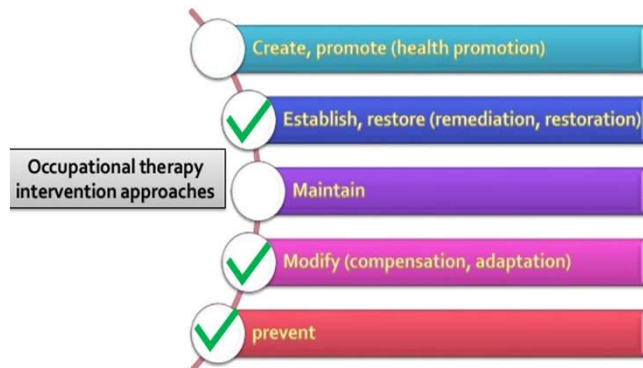 Create, promote (health promotion)
Establish, restore (remediation, restoration)
Occupational therapy
intervention approaches
Maintain
Modify (compensation, adaptation)
prevent